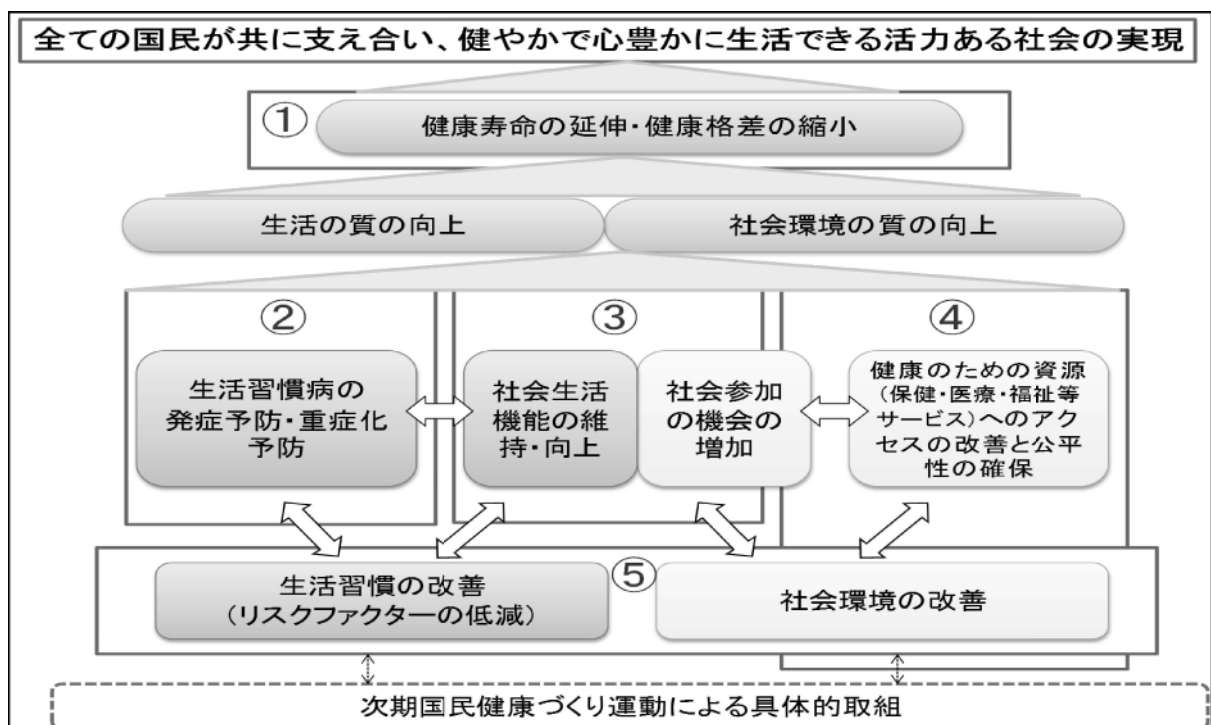 全ての国民が共に支え合い、健やかで心豊かに生活できる活力ある社会の実現
①
健康寿命の延伸・健康格差の縮小
生活の質の向上
社会環境の質の向上
②
生活習慣病の
発症予防・重症化
予防
③
社会生活
機能の維
持・向上
社会参加
の機会の
増加
④
健康のための資源
(保健・医療・福祉等
サービス)へのアク
セスの改善と公平
性の確保
⑤
生活習慣の改善
(リスクファクターの低減)
社会環境の改善
次期国民健康づくり運動による具体的取組